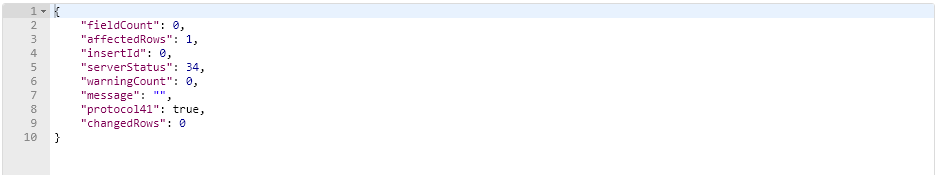 1 {
2 "fieldCount": 0,
3 "affectedRows": 1,
4 "insertId": 0,
5 "serverStatus": 34,
6 "warningCount": 0,
7 "message": "",
8 "protocol41": true,
9 "changedRows": 0
10 }